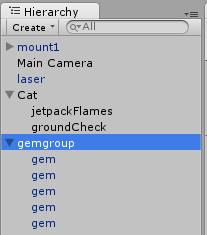 Hierarchy
Create All
mount1
Main Camera
laser
Cat
jetpackFlames
groundCheck
gemgroup
gem
gem
gem
gem
gem